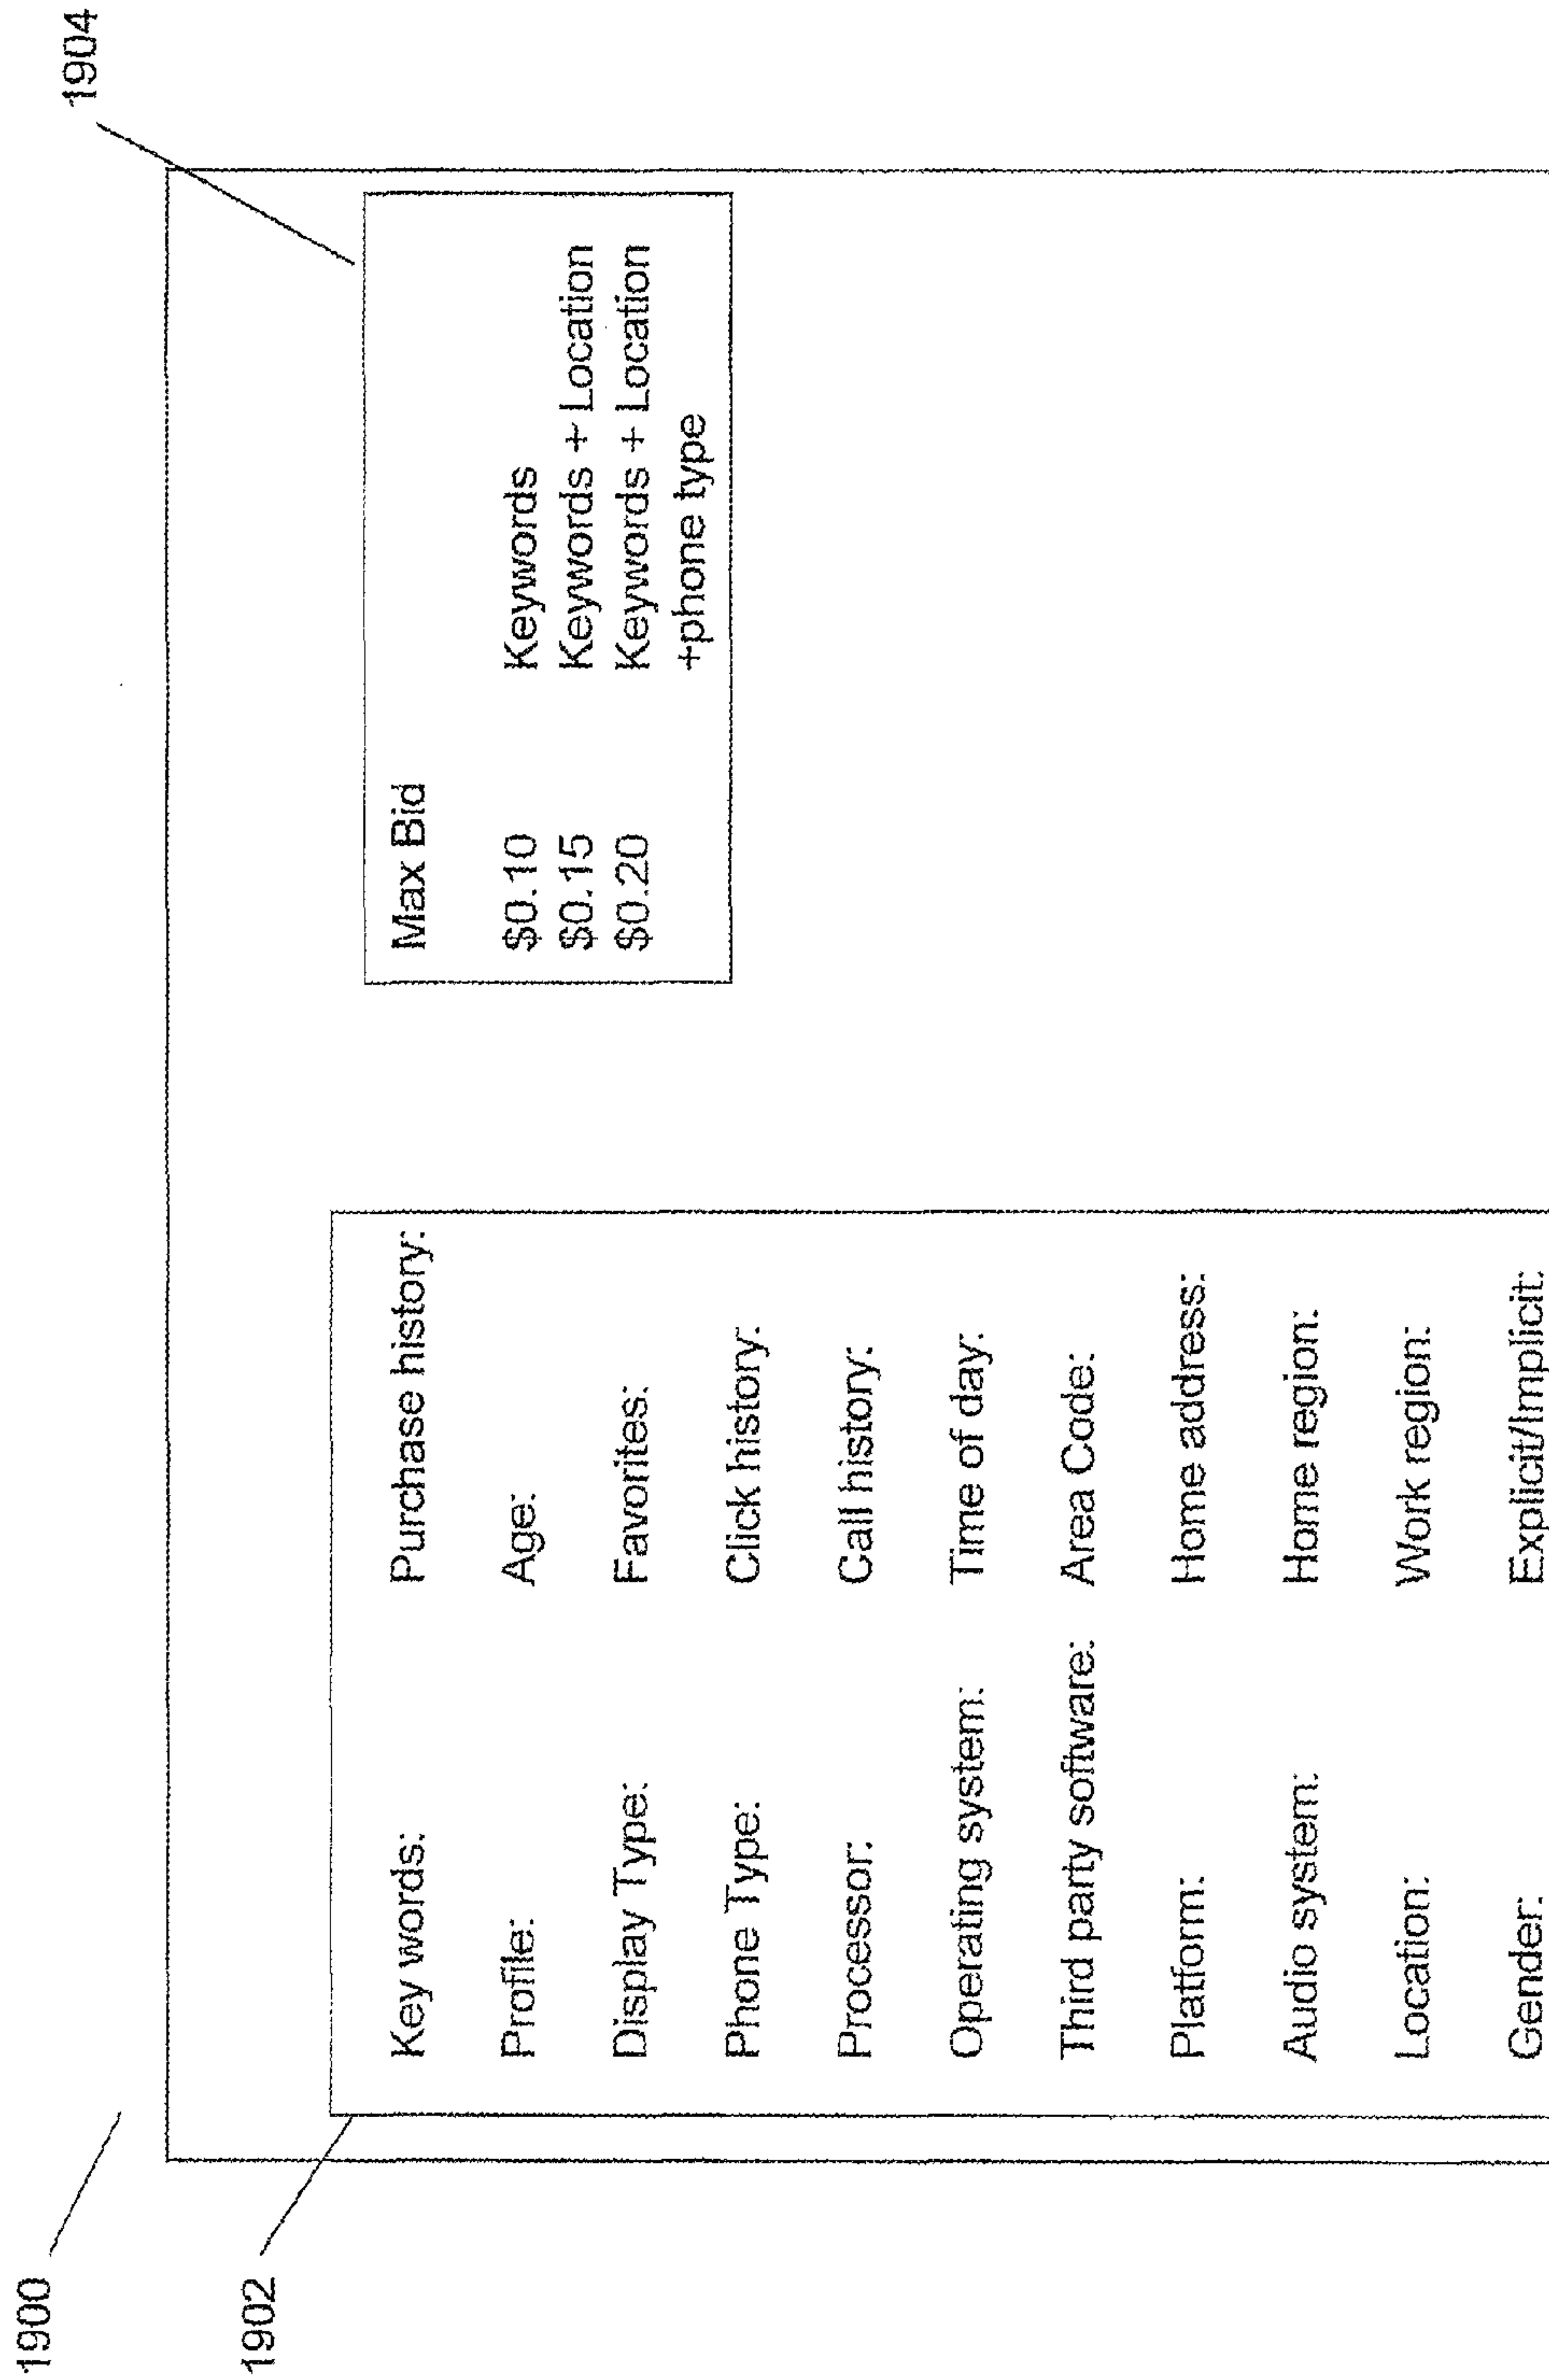 1900
1902
1904
Key words: Purchase history:
Profile: Age:
Display Type: Favorites:
Phone Type: Click history:
Processor: Call history:
Operating system: Time of day:
Third party software: Area Code:
Platform: Home address:
Audio system: Home region:
Location: Work region:
Gender: Explicit/Implicit:
Max Bid
$0.10 Keywords
$0.15 Keywords + Location
$0.20 Keywords + Location
+phone type